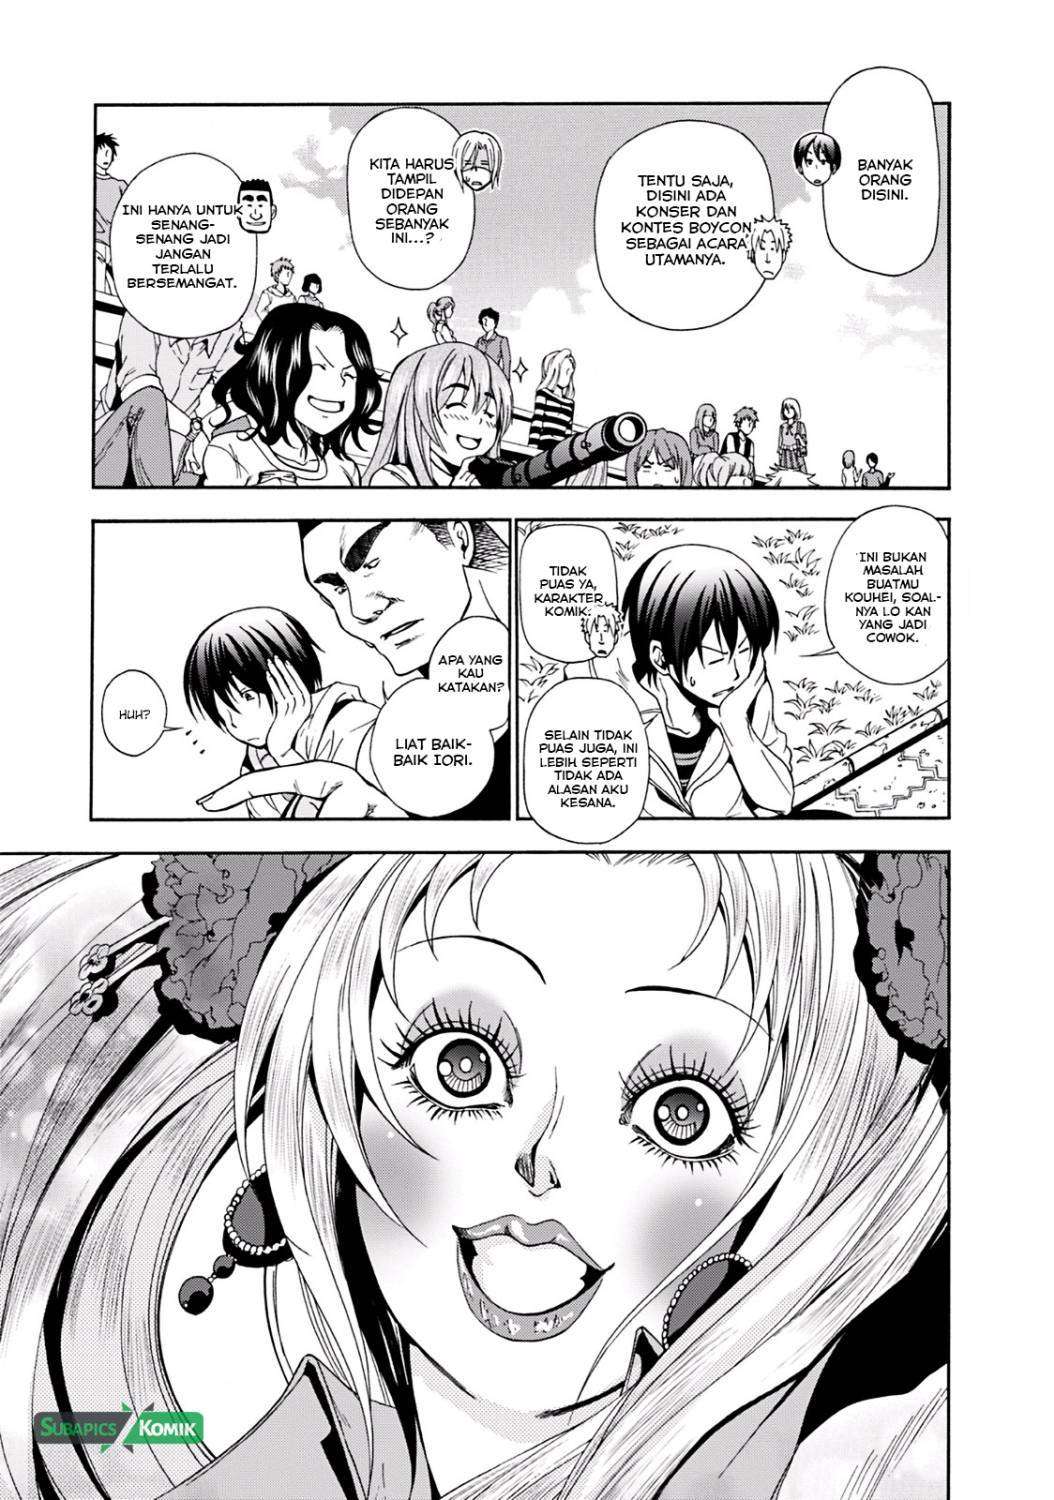 BANYAK
ORANG
DISINI.
TENTU SAJA,
DISINI ADA
KONSER DAN
KONTES BOYCON
SEBAGAI ACARA
UTAMANYA.
KITA HARUS
TAMPIL
DIDEPAN
ORANG
SEBANYAK
INI...?
INI HANYA UNTUK
SENANG-
SENANG JADI
JANGAN
TERLALU
BERSEMANGAT.
INI BUKAN
MASALAH
BUATMU
KOUHEI, SOAL-
NYA LO KAN
YANG JADI
COWOK.
TIDAK
PUAS YA,
KARAKTER
KOMIK.
SELAIN TIDAK
PUAS JUGA, INI
LEBIH SEPERTI
TIDAK ADA
ALASAN AKU
KESANA.
APA YANG
KAU
KATAKAN?
LIAT BAIK-
BAIK IORI.
HUH?
SUBAPICS KOMIK